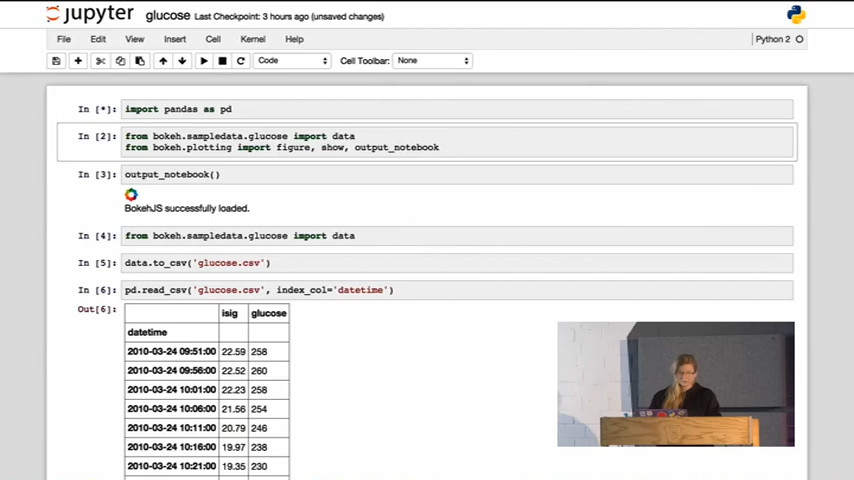 jupyter glucose Last Checkpoint: 3 hours ago (unsaved changes)
File Edit View Insert Cell Kernel Help Python 2
Code Cell Toolbar: None
In [*]: import pandas as pd
In [2]: from bokeh.sampledata.glucose import data
from bokeh.plotting import figure, show, output_notebook
In [3]: output_notebook()
BokehJS successfully loaded.
In [4]: from bokeh.sampledata.glucose import data
In [5]: data.to_csv('glucose.csv')
In [6]: pd.read_csv('glucose.csv', index_col='datetime')
Out[6]: isig glucose
datetime
2010-03-24 09:51:00 22.59 258
2010-03-24 09:56:00 22.52 260
2010-03-24 10:01:00 22.23 258
2010-03-24 10:06:00 21.56 254
2010-03-24 10:11:00 20.79 246
2010-03-24 10:16:00 19.97 238
2010-03-24 10:21:00 19.35 230